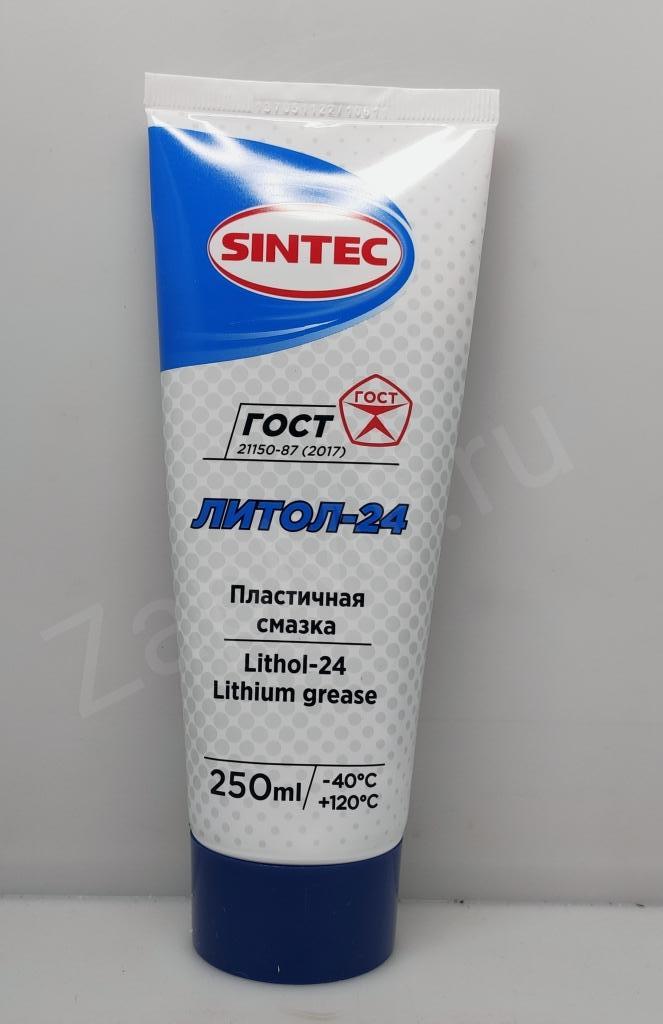 SINTEC
ГОСТ
ГОСТ
21150-87 (2017)
ЛИТОЛ-24
Пластичная
смазка
Lithol-24
Lithium grease
250ml
-40°C
+120°C